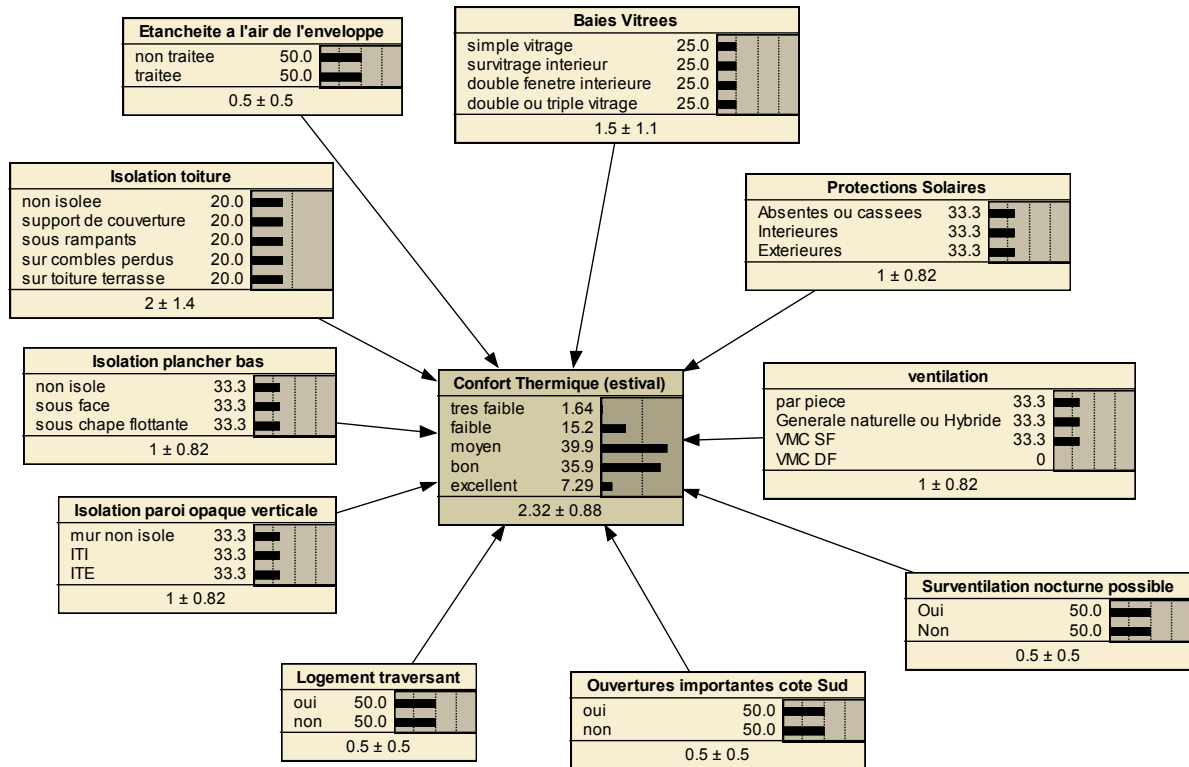 Etancheite a l'air de l'enveloppe
non traitee 50.0
traitee 50.0
0.5 ± 0.5
Baies Vitrees
simple vitrage 25.0
survitrage interieur 25.0
double fenetre interieure 25.0
double ou triple vitrage 25.0
1.5 ± 1.1
Isolation toiture
non isolee 20.0
support de couverture 20.0
sous rampants 20.0
sur combles perdus 20.0
sur toiture terrasse 20.0
2 ± 1.4
Protections Solaires
Absentes ou cassees 33.3
Interieures 33.3
Exterieures 33.3
1 ± 0.82
Isolation plancher bas
non isole 33.3
sous face 33.3
sous chape flottante 33.3
1 ± 0.82
Confort Thermique (estival)
tres faible 1.64
faible 15.2
moyen 39.9
bon 35.9
excellent 7.29
2.32 ± 0.88
ventilation
par piece 33.3
Generale naturelle ou Hybride 33.3
VMC SF 33.3
VMC DF 0
1 ± 0.82
Isolation paroi opaque verticale
mur non isole 33.3
ITI 33.3
ITE 33.3
1 ± 0.82
Surventilation nocturne possible
Oui 50.0
Non 50.0
0.5 ± 0.5
Logement traversant
oui 50.0
non 50.0
0.5 ± 0.5
Ouvertures importantes cote Sud
oui 50.0
non 50.0
0.5 ± 0.5